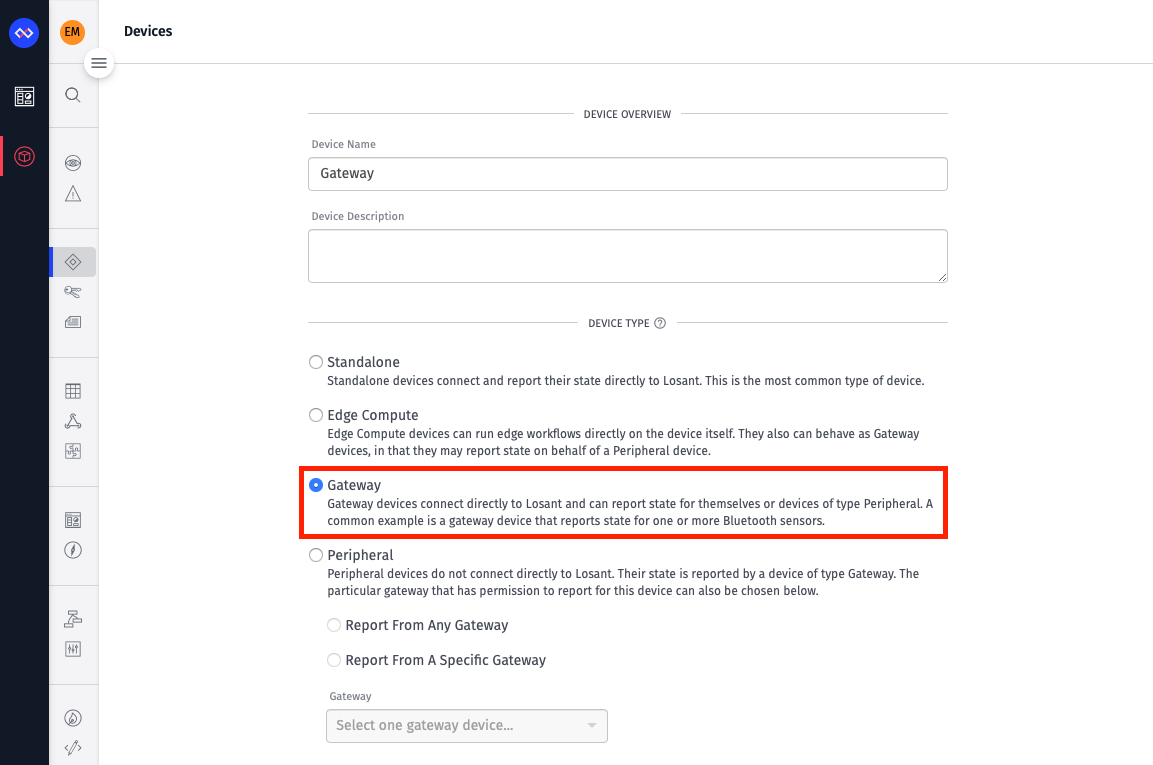 EM
Devices
DEVICE OVERVIEW
Device Name
Gateway
Device Description
DEVICE TYPE ?
Standalone
Standalone devices connect and report their state directly to Losant. This is the most common type of device.
Edge Compute
Edge Compute devices can run edge workflows directly on the device itself. They also can behave as Gateway
devices, in that they may report state on behalf of a Peripheral device.
Gateway
Gateway devices connect directly to Losant and can report state for themselves or devices of type Peripheral. A
common example is a gateway device that reports state for one or more Bluetooth sensors.
Peripheral
Peripheral devices do not connect directly to Losant. Their state is reported by a device of type Gateway. The
particular gateway that has permission to report for this device can also be chosen below.
Report From Any Gateway
Report From A Specific Gateway
Gateway
Select one gateway device...